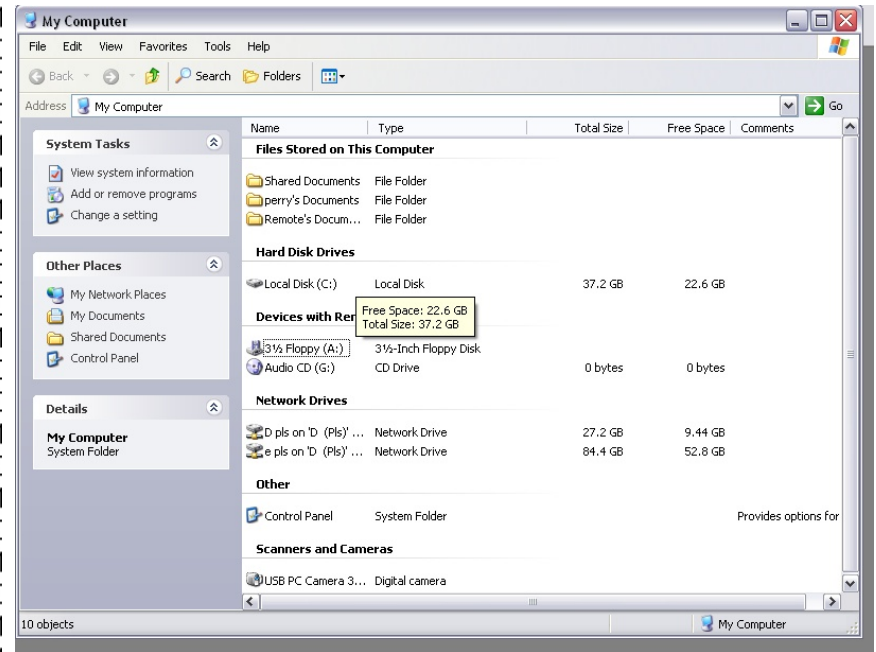 My Computer
File Edit View Favorites Tools Help
Back Search Folders
Address My Computer Go
Name Type Total Size Free Space Comments
System Tasks
View system information
Add or remove programs
Change a setting
Other Places
My Network Places
My Documents
Shared Documents
Control Panel
Details
My Computer
System Folder
Files Stored on This Computer
Shared Documents File Folder
perry's Documents File Folder
Remote's Docum... File Folder
Hard Disk Drives
Local Disk (C:) Local Disk 37.2 GB 22.6 GB
Free Space: 22.6 GB
Total Size: 37.2 GB
Devices with Rem
3½ Floppy (A:) 3½-Inch Floppy Disk
Audio CD (G:) CD Drive 0 bytes 0 bytes
Network Drives
D pls on 'D (Pls)' ... Network Drive 27.2 GB 9.44 GB
e pls on 'D (Pls)' ... Network Drive 84.4 GB 52.8 GB
Other
Control Panel System Folder Provides options for
Scanners and Cameras
USB PC Camera 3... Digital camera
10 objects My Computer